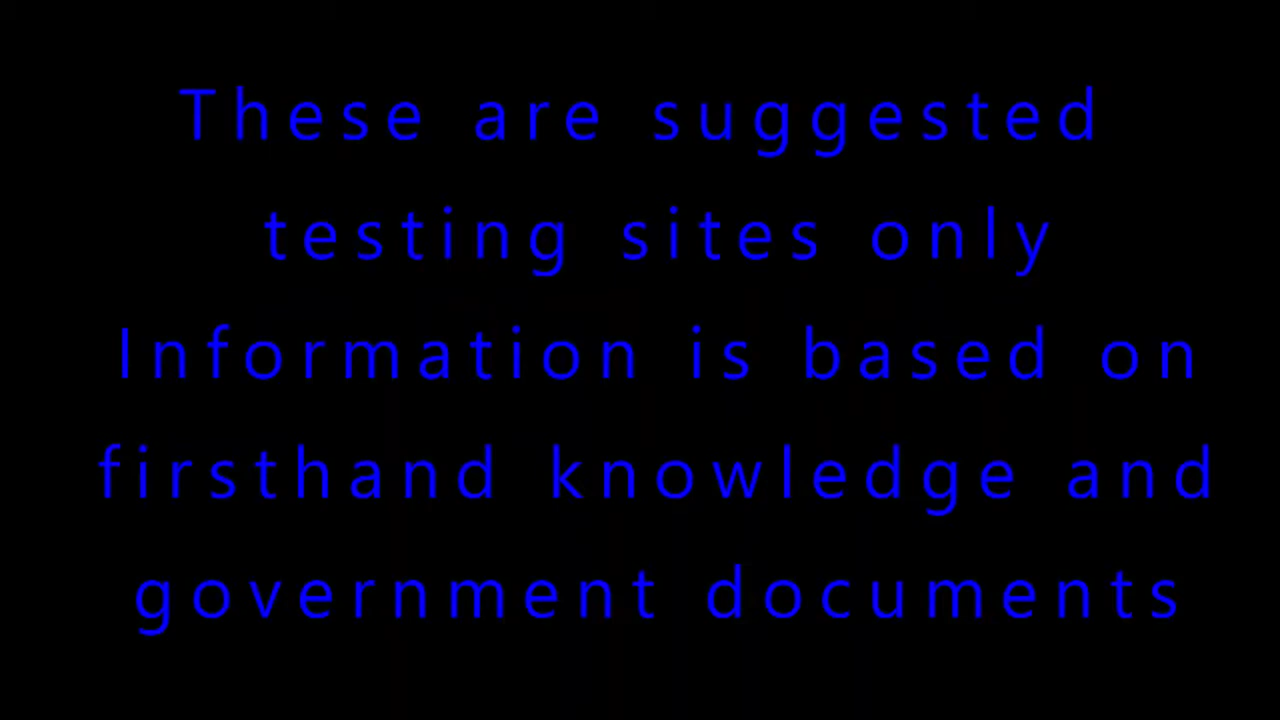 These are suggested
testing sites only
Information is based on
firsthand knowledge and
government documents